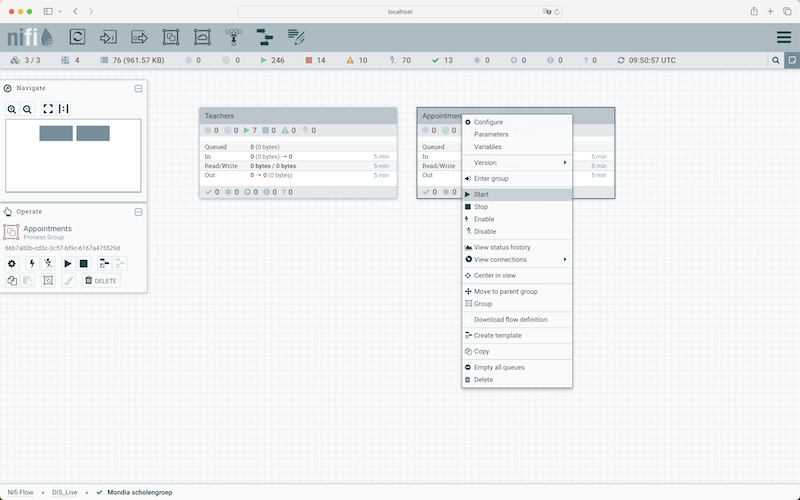 localhost
nifi
3 / 3
4
76 (961.57 KB)
0
0
246
14
10
70
13
0
0
0
0
09:50:57 UTC
Navigate
Operate
Appointments
Process Group
66b7a00b-cd3c-3c57-bf9c-6167a475529d
DELETE
Teachers
0 0 7 0 0 0
Queued 0 (0 bytes)
In 0 (0 bytes) → 0 5 min
Read/Write 0 bytes / 0 bytes 5 min
Out 0 → 0 (0 bytes) 5 min
0 0 0 0 ? 0
Appointmen
0 0
Queued
In 5 min
Read/Write 5 min
Out 5 min
0 0
Configure
Parameters
Variables
Version
Enter group
Start
Stop
Enable
Disable
View status history
View connections
Center in view
Move to parent group
Group
Download flow definition
Create template
Copy
Empty all queues
Delete
Nifi Flow » DIS_Live » Mondia scholengroep